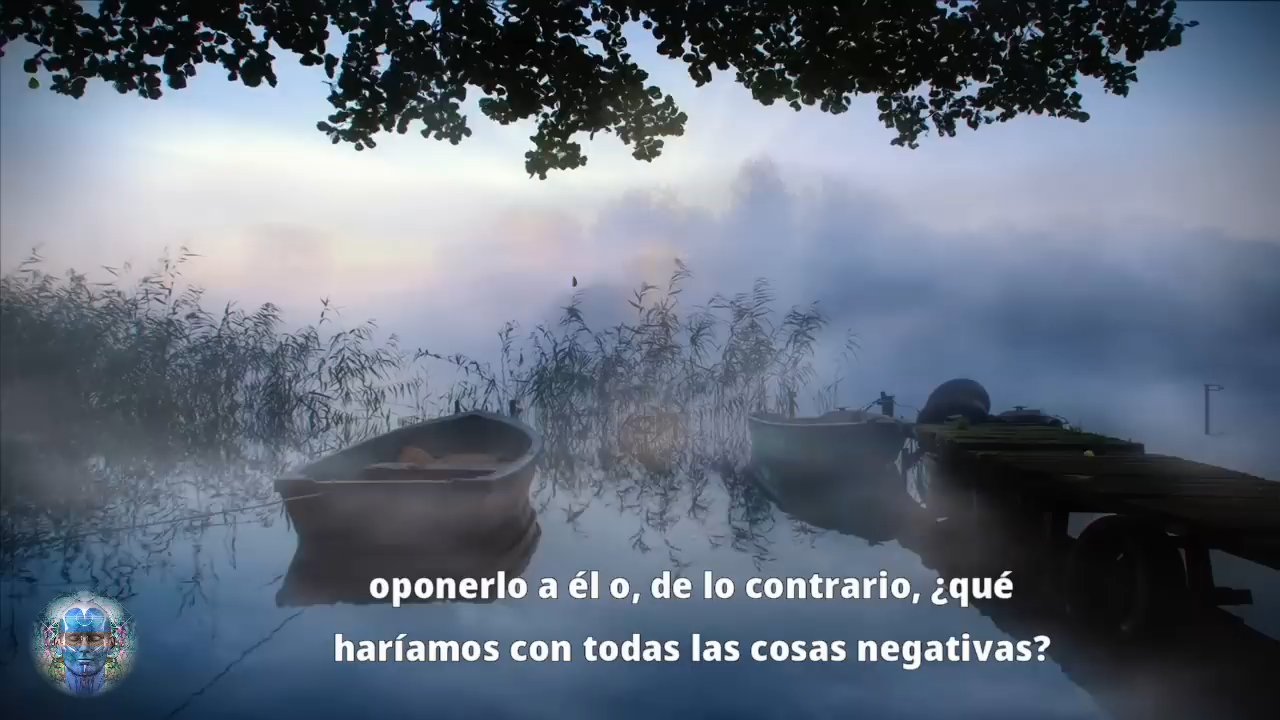 oponerlo a él o, de lo contrario, ¿qué
haríamos con todas las cosas negativas?